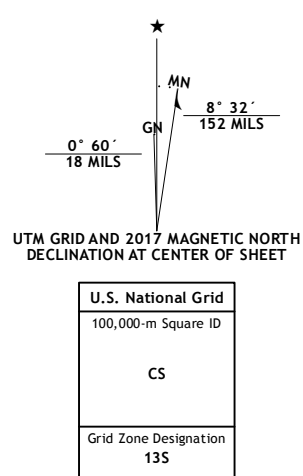 ★
MN
GN
8° 32´
152 MILS
0° 60´
18 MILS
UTM GRID AND 2017 MAGNETIC NORTH
DECLINATION AT CENTER OF SHEET
U.S. National Grid
100,000-m Square ID
CS
Grid Zone Designation
13S